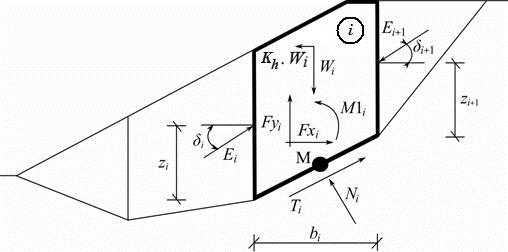 i
E_{i+1}
δ_{i+1}
K_h . W_i
W_i
z_{i+1}
M1_i
Fy_i
Fx_i
δ_i
E_i
z_i
M
T_i
N_i
b_i